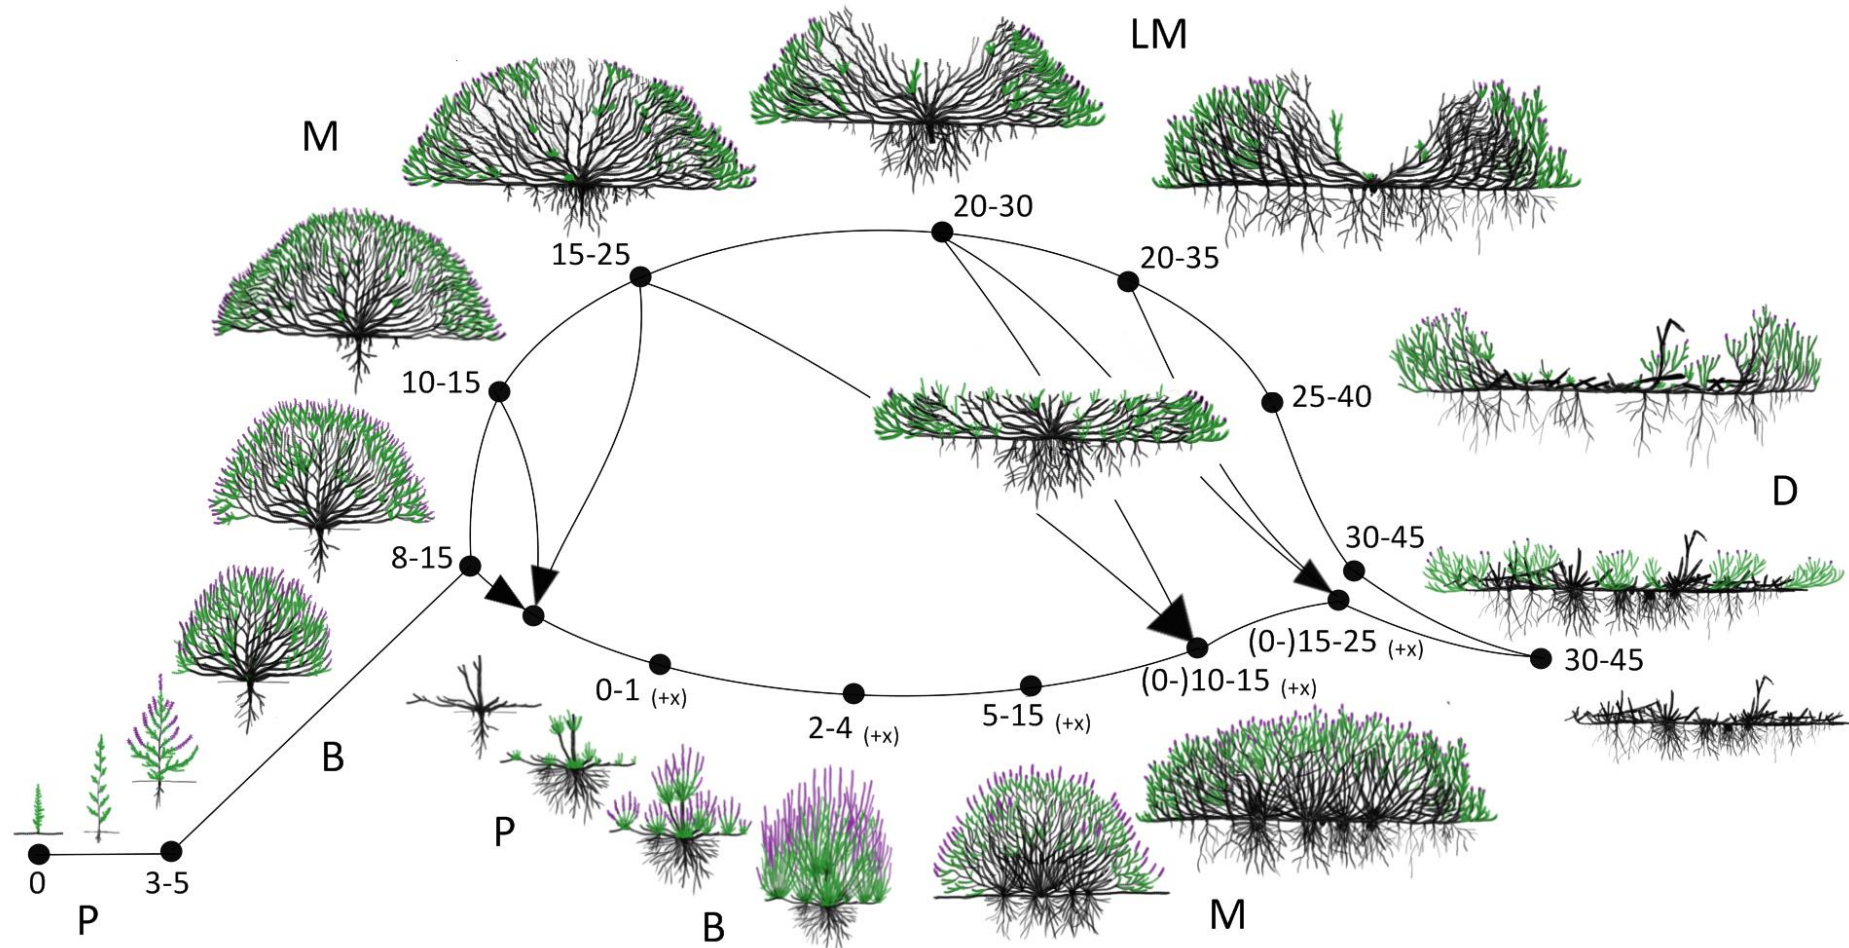 LM
M
20-30
15-25
20-35
10-15
25-40
D
8-15
30-45
(0-)15-25 (+x)
30-45
0-1 (+x)
(0-)10-15 (+x)
5-15 (+x)
2-4 (+x)
B
P
0
3-5
P
B
M